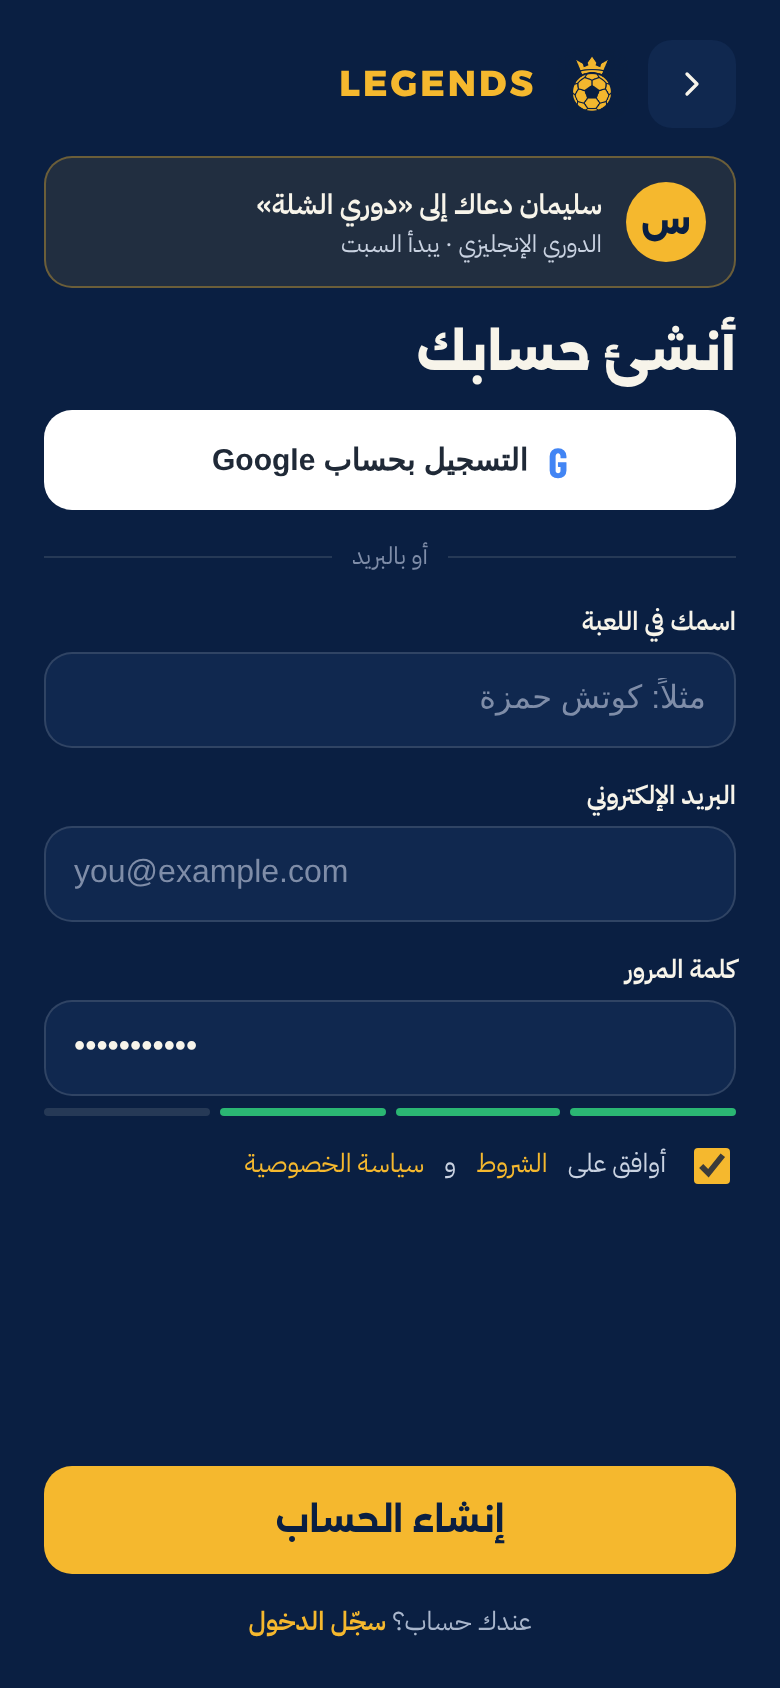 LEGENDS
س
سليمان دعاك إلى «دوري الشلة»
الدوري الإنجليزي · يبدأ السبت
أنشئ حسابك
G التسجيل بحساب Google
أو بالبريد
اسمك في اللعبة
مثلاً: كوتش حمزة
البريد الإلكتروني
you@example.com
كلمة المرور
•••••••••••
أوافق على الشروط و سياسة الخصوصية
إنشاء الحساب
عندك حساب؟ سجّل الدخول